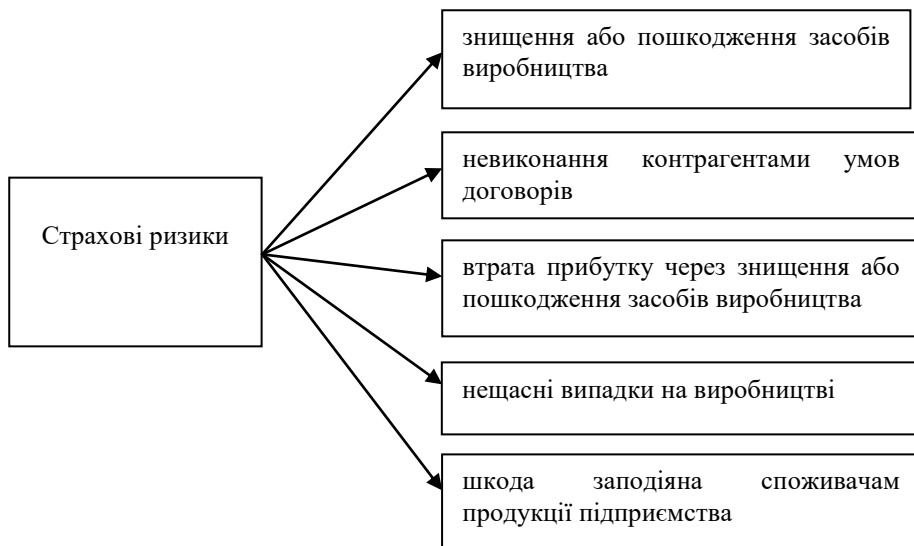 Страхові ризики
знищення або пошкодження засобів
виробництва
невиконання контрагентами умов
договорів
втрата прибутку через знищення або
пошкодження засобів виробництва
нещасні випадки на виробництві
шкода заподіяна споживачам
продукції підприємства